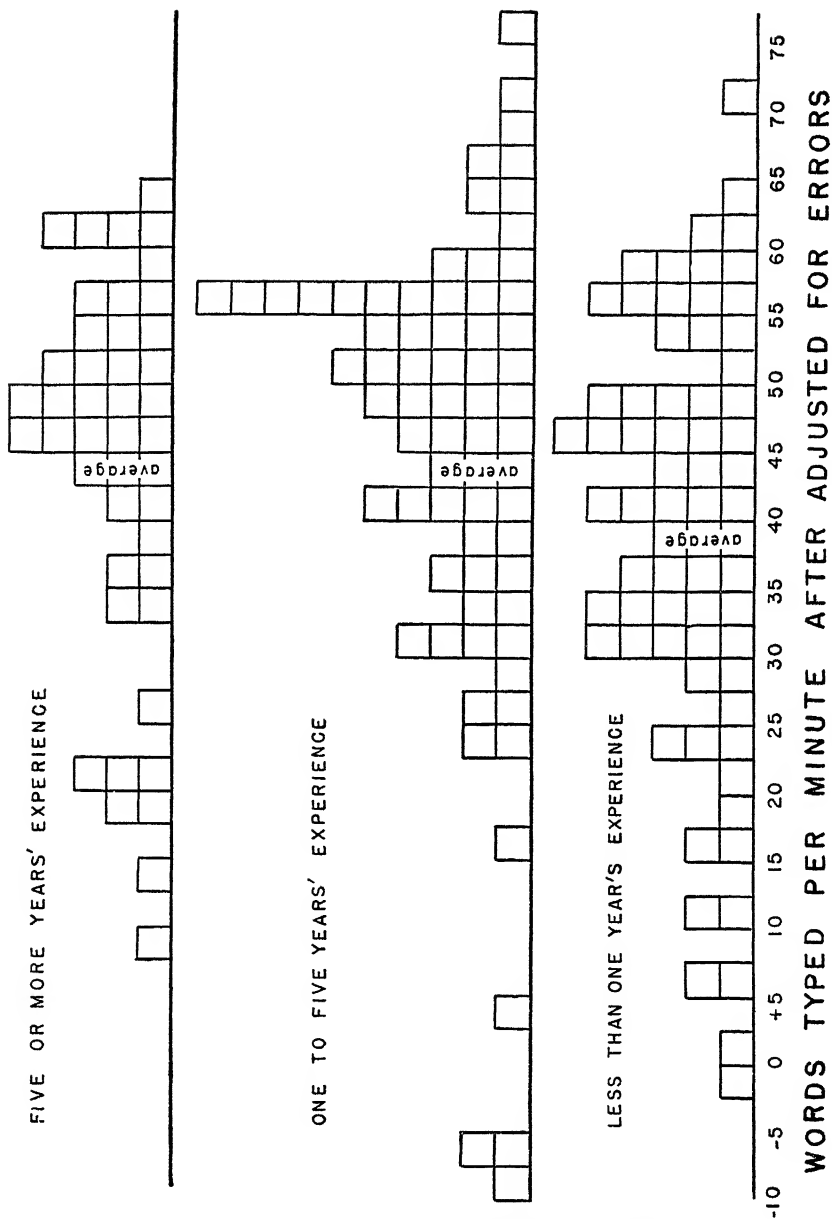 FIVE OR MORE YEARS' EXPERIENCE
average
ONE TO FIVE YEARS' EXPERIENCE
average
LESS THAN ONE YEAR'S EXPERIENCE
average
-10 -5 0 +5 10 15 20 25 30 35 40 45 50 55 60 65 70 75
WORDS TYPED PER MINUTE AFTER ADJUSTED FOR ERRORS